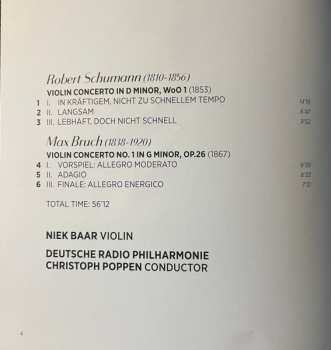 Robert Schumann (1810-1856)
VIOLIN CONCERTO IN D MINOR, WoO 1 (1853)
1 I. IN KRÄFTIGEM, NICHT ZU SCHNELLEM TEMPO
2 II. LANGSAM
3 III. LEBHAFT, DOCH NICHT SCHNELL
Max Bruch (1838-1920)
VIOLIN CONCERTO NO. 1 IN G MINOR, OP.26 (1867)
4 I. VORSPIEL: ALLEGRO MODERATO
5 II. ADAGIO
6 III. FINALE: ALLEGRO ENERGICO
TOTAL TIME: 56'12
NIEK BAAR VIOLIN
DEUTSCHE RADIO PHILHARMONIE
CHRISTOPH POPPEN CONDUCTOR